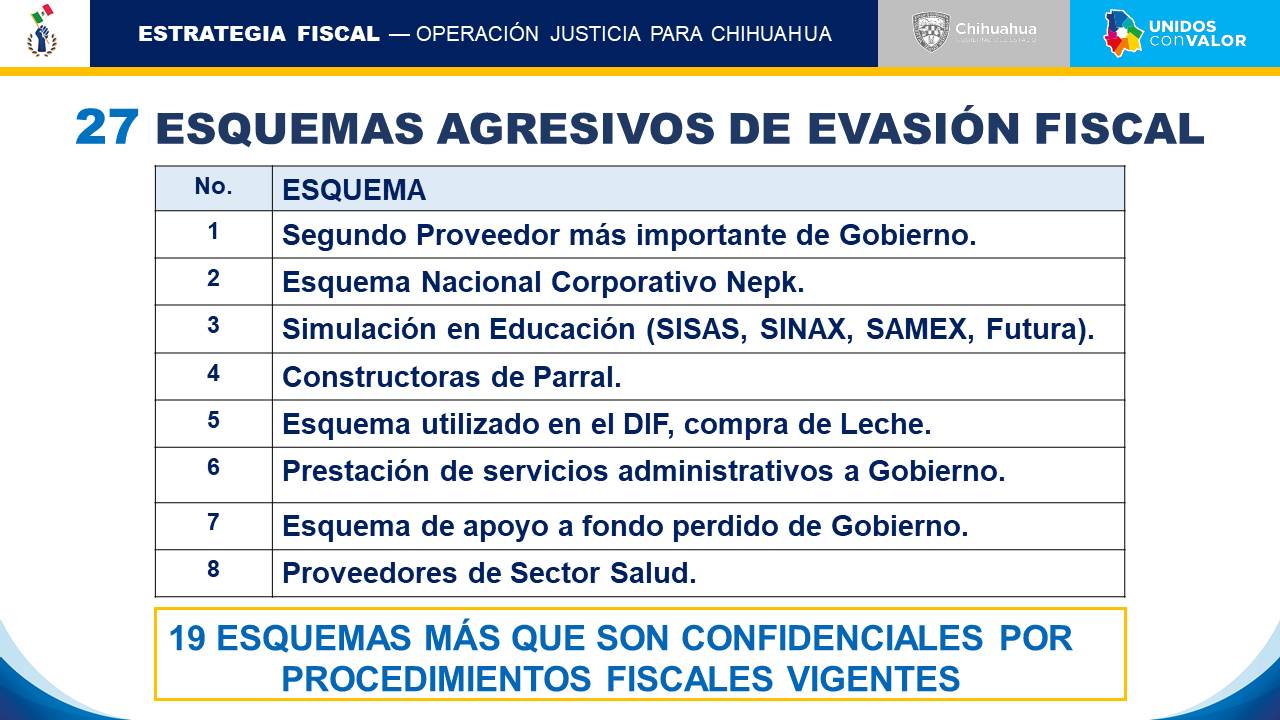 ESTRATEGIA FISCAL — OPERACIÓN JUSTICIA PARA CHIHUAHUA
Chihuahua
GOBIERNO DEL ESTADO
UNIDOS
conVALOR
27 ESQUEMAS AGRESIVOS DE EVASIÓN FISCAL
No. ESQUEMA
1 Segundo Proveedor más importante de Gobierno.
2 Esquema Nacional Corporativo Nepk.
3 Simulación en Educación (SISAS, SINAX, SAMEX, Futura).
4 Constructoras de Parral.
5 Esquema utilizado en el DIF, compra de Leche.
6 Prestación de servicios administrativos a Gobierno.
7 Esquema de apoyo a fondo perdido de Gobierno.
8 Proveedores de Sector Salud.
19 ESQUEMAS MÁS QUE SON CONFIDENCIALES POR
PROCEDIMIENTOS FISCALES VIGENTES